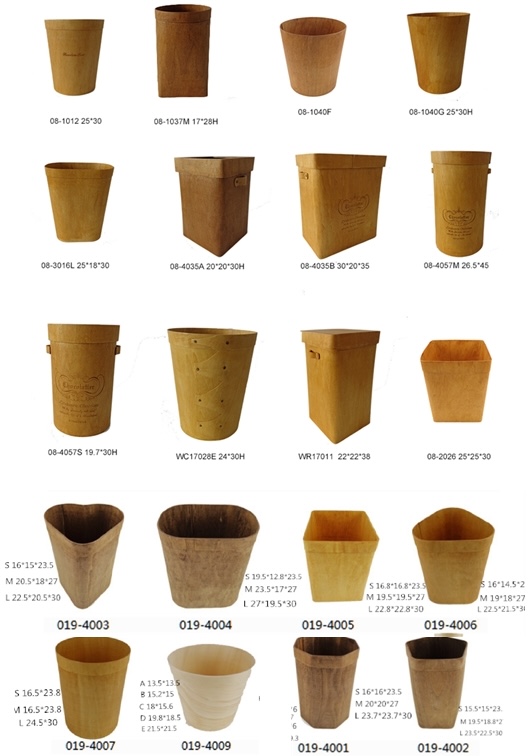 08-1012 25*30
08-1037M 17*28H
08-1040F
08-1040G 25*30H
08-3016L 25*18*30
08-4035A 20*20*30H
08-4035B 30*20*35
08-4057M 26.5*45
08-4057S 19.7*30H
WC17028E 24*30H
WR17011 22*22*38
08-2026 25*25*30
S 16*15*23.5
M 20.5*18*27
L 22.5*20.5*30
019-4003
S 19.5*12.8*23.5
M 23.5*17*27
L 27*19.5*30
019-4004
S 16.8*16.8*23.5
M 19.5*19.5*27
L 22.8*22.8*30
019-4005
S 16*14.5*2
M 19*18*27
L 22.5*21.5*3
019-4006
S 16.5*23.8
M 16.5*23.8
L 24.5*30
019-4007
A 13.5*13.5
B 15.2*15
C 18*15.6
D 19.8*18.5
E 21.5*21.5
019-4009
S 16*16*23.5
M 20*20*27
L 23.7*23.7*30
019-4001
S 15.5*15*23.
M 18.2*18*2
L 23.5*22.5*3
019-4002